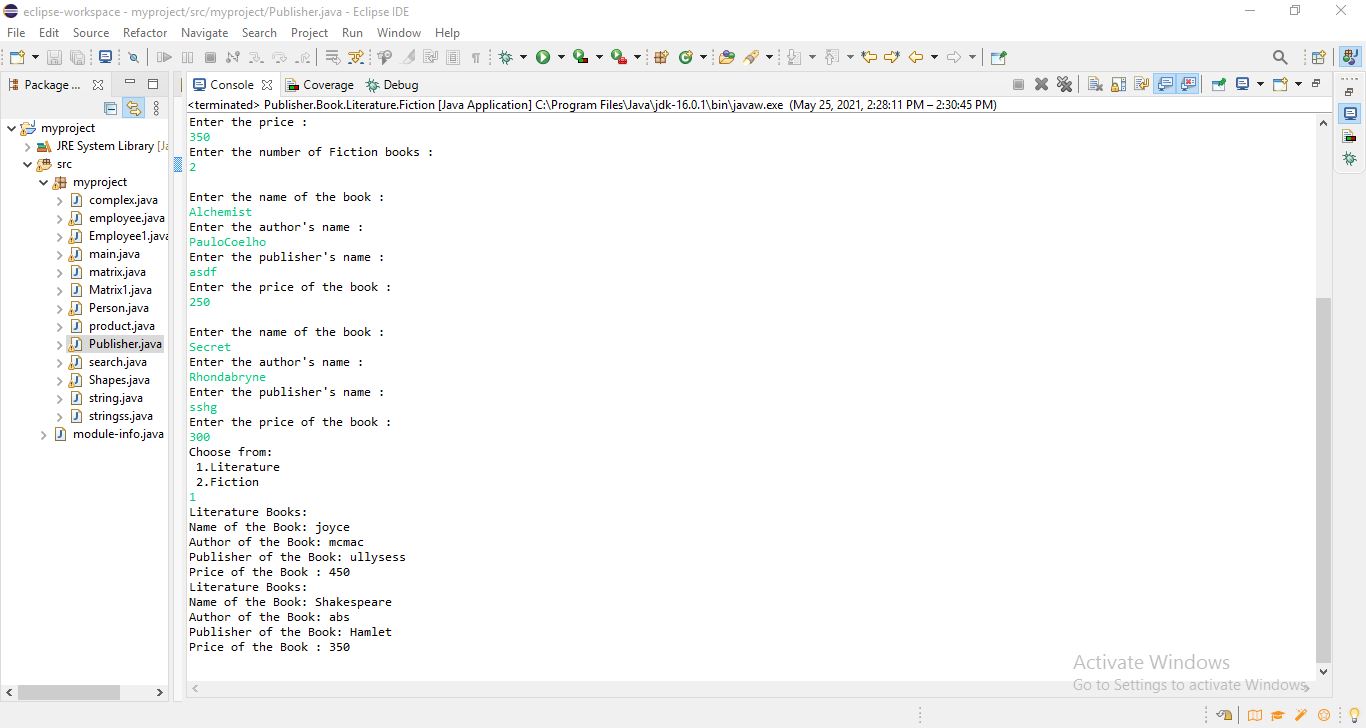 eclipse-workspace - myproject/src/myproject/Publisher.java - Eclipse IDE
File Edit Source Refactor Navigate Search Project Run Window Help
Package ...
Console Coverage Debug
<terminated> Publisher.Book.Literature.Fiction [Java Application] C:\Program Files\Java\jdk-16.0.1\bin\javaw.exe (May 25, 2021, 2:28:11 PM – 2:30:45 PM)
myproject
JRE System Library [Ja
src
myproject
complex.java
employee.java
Employee1.java
main.java
matrix.java
Matrix1.java
Person.java
product.java
Publisher.java
search.java
Shapes.java
string.java
stringss.java
module-info.java
Enter the price :
350
Enter the number of Fiction books :
2
Enter the name of the book :
Alchemist
Enter the author's name :
PauloCoelho
Enter the publisher's name :
asdf
Enter the price of the book :
250
Enter the name of the book :
Secret
Enter the author's name :
Rhondabryne
Enter the publisher's name :
sshg
Enter the price of the book :
300
Choose from:
1.Literature
2.Fiction
1
Literature Books:
Name of the Book: joyce
Author of the Book: mcmac
Publisher of the Book: ullysess
Price of the Book : 450
Literature Books:
Name of the Book: Shakespeare
Author of the Book: abs
Publisher of the Book: Hamlet
Price of the Book : 350
Activate Windows
Go to Settings to activate Windows.